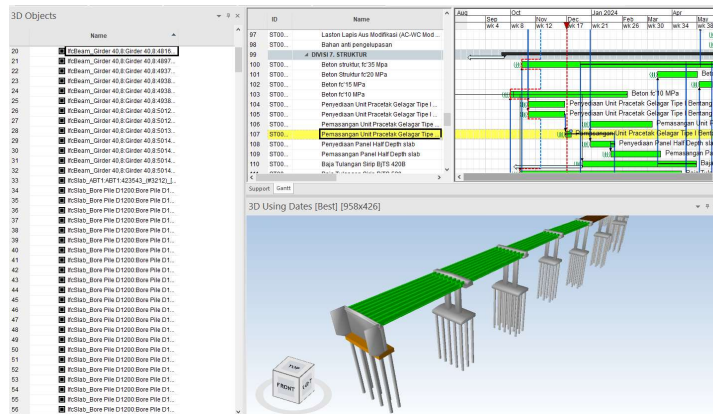 3D Objects
Name
20 IfcBeam_Girder 40,8:Girder 40,8:4816...
21 IfcBeam_Girder 40,8:Girder 40,8:4897...
22 IfcBeam_Girder 40,8:Girder 40,8:4937...
23 IfcBeam_Girder 40,8:Girder 40,8:4938...
24 IfcBeam_Girder 40,8:Girder 40,8:4938...
25 IfcBeam_Girder 40,8:Girder 40,8:4938...
26 IfcBeam_Girder 40,8:Girder 40,8:5012...
27 IfcBeam_Girder 40,8:Girder 40,8:5012...
28 IfcBeam_Girder 40,8:Girder 40,8:5013...
29 IfcBeam_Girder 40,8:Girder 40,8:5014...
30 IfcBeam_Girder 40,8:Girder 40,8:5014...
31 IfcBeam_Girder 40,8:Girder 40,8:5014...
32 IfcBeam_Girder 40,8:Girder 40,8:5014...
33 IfcSlab_ABT1:ABT1:423543_(#3212)_[...
34 IfcSlab_Bore Pile D1200:Bore Pile D1...
35 IfcSlab_Bore Pile D1200:Bore Pile D1...
36 IfcSlab_Bore Pile D1200:Bore Pile D1...
37 IfcSlab_Bore Pile D1200:Bore Pile D1...
38 IfcSlab_Bore Pile D1200:Bore Pile D1...
39 IfcSlab_Bore Pile D1200:Bore Pile D1...
40 IfcSlab_Bore Pile D1200:Bore Pile D1...
41 IfcSlab_Bore Pile D1200:Bore Pile D1...
42 IfcSlab_Bore Pile D1200:Bore Pile D1...
43 IfcSlab_Bore Pile D1200:Bore Pile D1...
44 IfcSlab_Bore Pile D1200:Bore Pile D1...
45 IfcSlab_Bore Pile D1200:Bore Pile D1...
46 IfcSlab_Bore Pile D1200:Bore Pile D1...
47 IfcSlab_Bore Pile D1200:Bore Pile D1...
48 IfcSlab_Bore Pile D1200:Bore Pile D1...
49 IfcSlab_Bore Pile D1200:Bore Pile D1...
50 IfcSlab_Bore Pile D1200:Bore Pile D1...
51 IfcSlab_Bore Pile D1200:Bore Pile D1...
52 IfcSlab_Bore Pile D1200:Bore Pile D1...
53 IfcSlab_Bore Pile D1200:Bore Pile D1...
54 IfcSlab_Bore Pile D1200:Bore Pile D1...
55 IfcSlab_Bore Pile D1200:Bore Pile D1...
56 IfcSlab_Bore Pile D1200:Bore Pile D1...
ID Name
97 ST00... Laston Lapis Aus Modifikasi (AC-WC Mod ...
98 ST00... Bahan anti pengelupasan
99 DIVISI 7. STRUKTUR
100 ST00... Beton struktur, fc'35 Mpa
101 ST00... Beton Struktur fc'20 MPa
102 ST00... Beton fc'15 MPa
103 ST00... Beton fc'10 MPa
104 ST00... Penyediaan Unit Pracetak Gelagar Tipe I ...
105 ST00... Penyediaan Unit Pracetak Gelagar Tipe I ...
106 ST00... Pemasangan Unit Pracetak Gelagar Tipe ...
107 ST00... Pemasangan Unit Pracetak Gelagar Tipe ...
108 ST00... Penyediaan Panel Half Depth slab
109 ST00... Pemasangan Panel Half Depth slab
110 ST00... Baja Tulangan Sirip BJTS 420B
Support Gantt
Aug Oct Jan 2024 Apr
Sep Nov Dec Feb Mar May
wk 4 wk 8 wk 12 wk 17 wk 21 wk 26 wk 30 wk 34 wk 38
Beto
Beton fc'10 MPa
Penyediaan Unit Pracetak Gelagar Tipe I Bentang
Penyediaan Unit Pracetak Gelagar Tipe I Bentang
Pemasangan Unit P
Pemasangan Unit Pracetak Gelagar Tipe I Bentang
Penyediaan Panel Half Depth sla
Pemasangan Pa
Baja
3D Using Dates [Best] [958x426]
FRONT